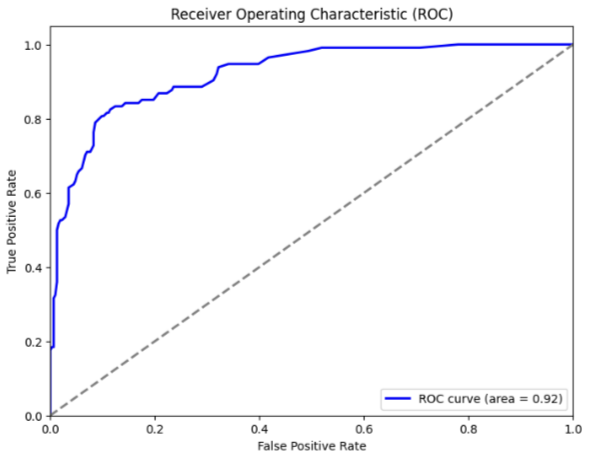 Receiver Operating Characteristic (ROC)
1.0
0.8
0.6
0.4
0.2
0.0
True Positive Rate
ROC curve (area = 0.92)
0.0 0.2 0.4 0.6 0.8 1.0
False Positive Rate